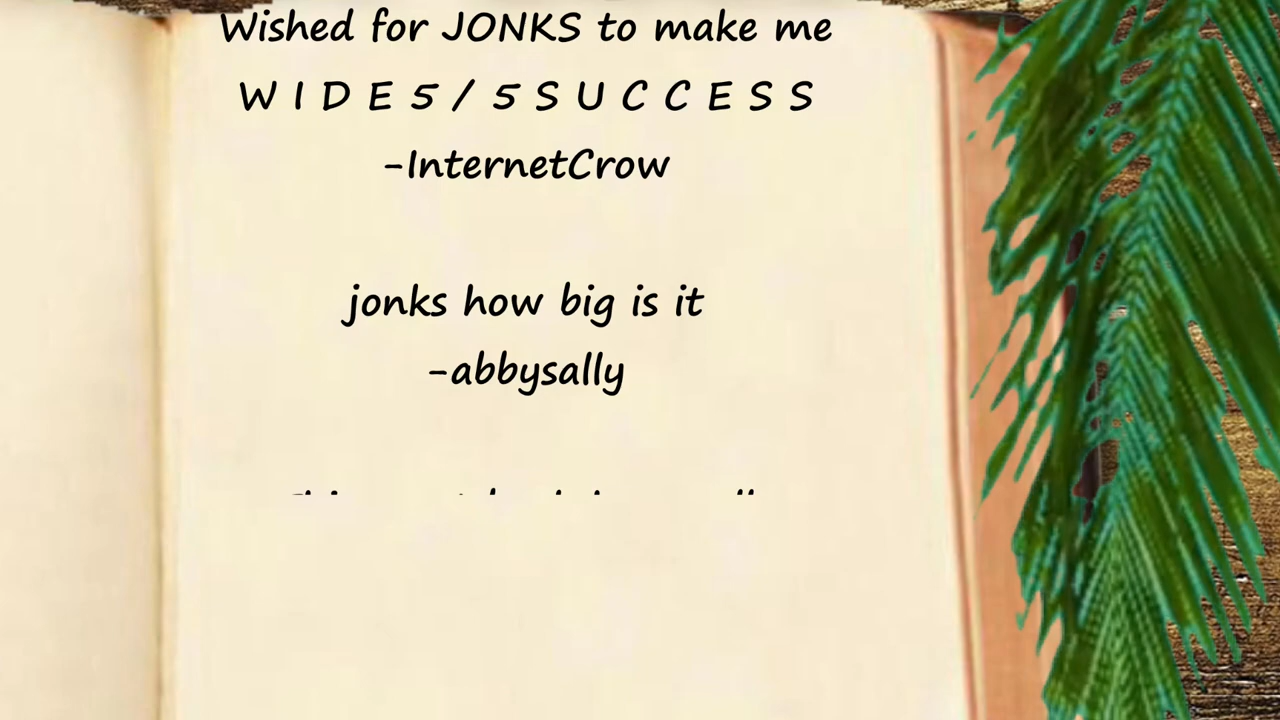 Wished for JONKS to make me
W I D E 5 / 5 S U C C E S S
-InternetCrow
jonks how big is it
-abbysally